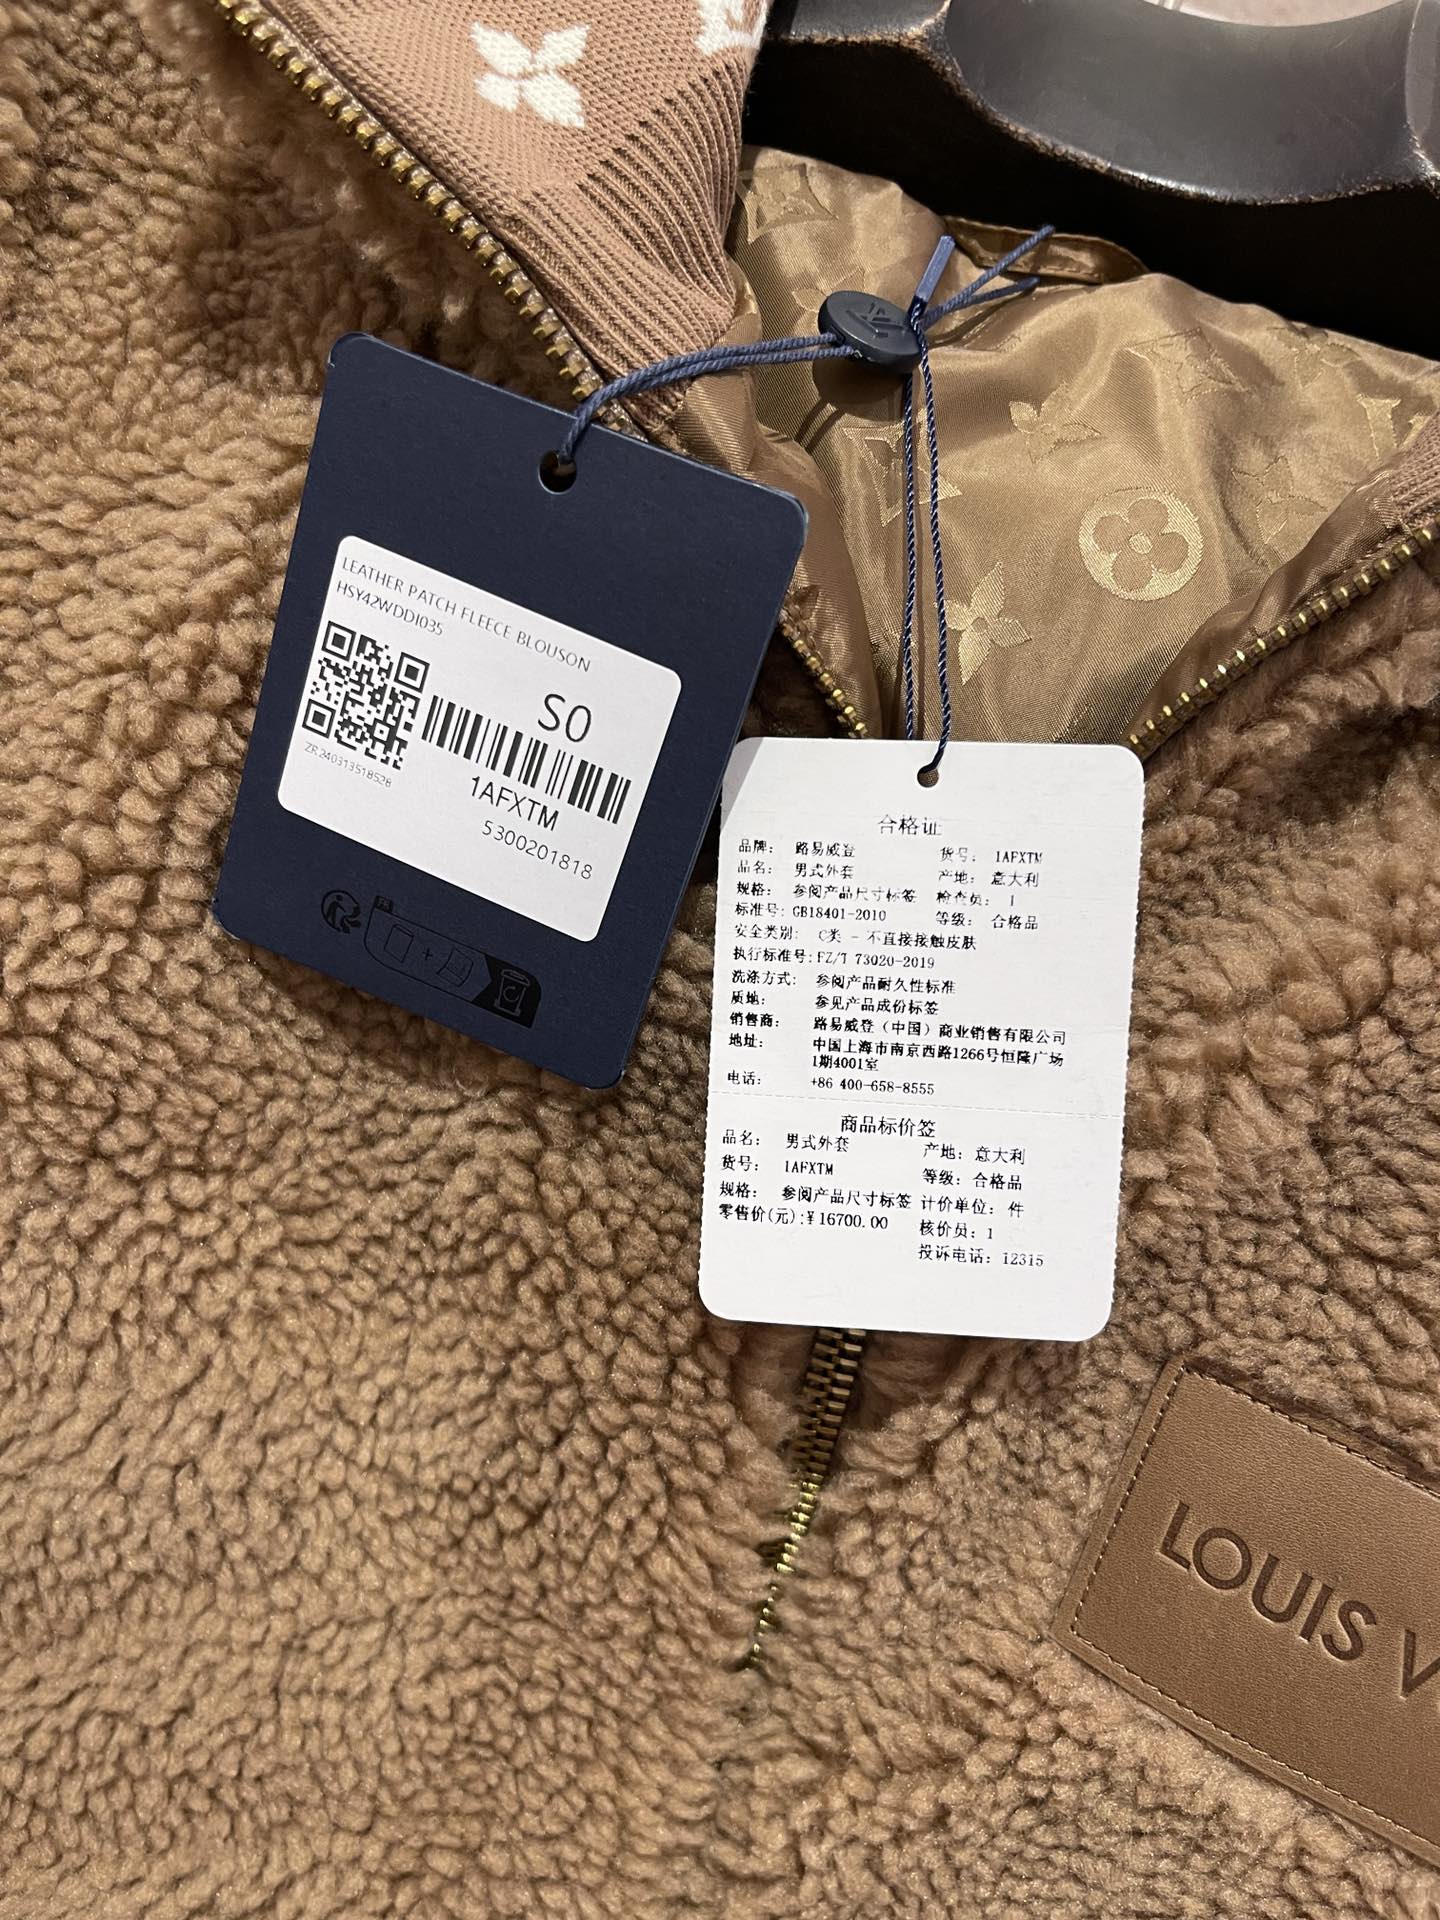 LEATHER PATCH FLEECE BLOUSON
HSY42WDDI035
S0
ZR240313518528
1AFXTM
5300201818
FR
合格证
品牌: 路易威登 货号: 1AFXTM
品名: 男式外套 产地: 意大利
规格: 参阅产品尺寸标签 检查员: 1
标准号: GB18401-2010 等级: 合格品
安全类别: C类 - 不直接接触皮肤
执行标准号:FZ/T 73020-2019
洗涤方式: 参阅产品耐久性标准
质地: 参见产品成份标签
销售商: 路易威登（中国）商业销售有限公司
地址: 中国上海市南京西路1266号恒隆广场
1期4001室
电话: +86 400-658-8555
商品标价签
品名: 男式外套 产地: 意大利
货号: 1AFXTM 等级: 合格品
规格: 参阅产品尺寸标签 计价单位: 件
零售价(元):¥16700.00 核价员: 1
投诉电话: 12315
LOUIS V